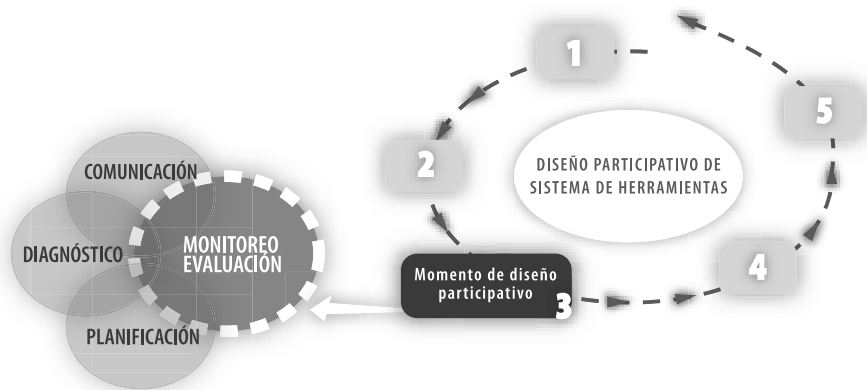 COMUNICACIÓN
DIAGNÓSTICO
PLANIFICACIÓN
MONITOREO
EVALUACIÓN
1
2
Momento de diseño
participativo
3
4
5
DISEÑO PARTICIPATIVO DE
SISTEMA DE HERRAMIENTAS